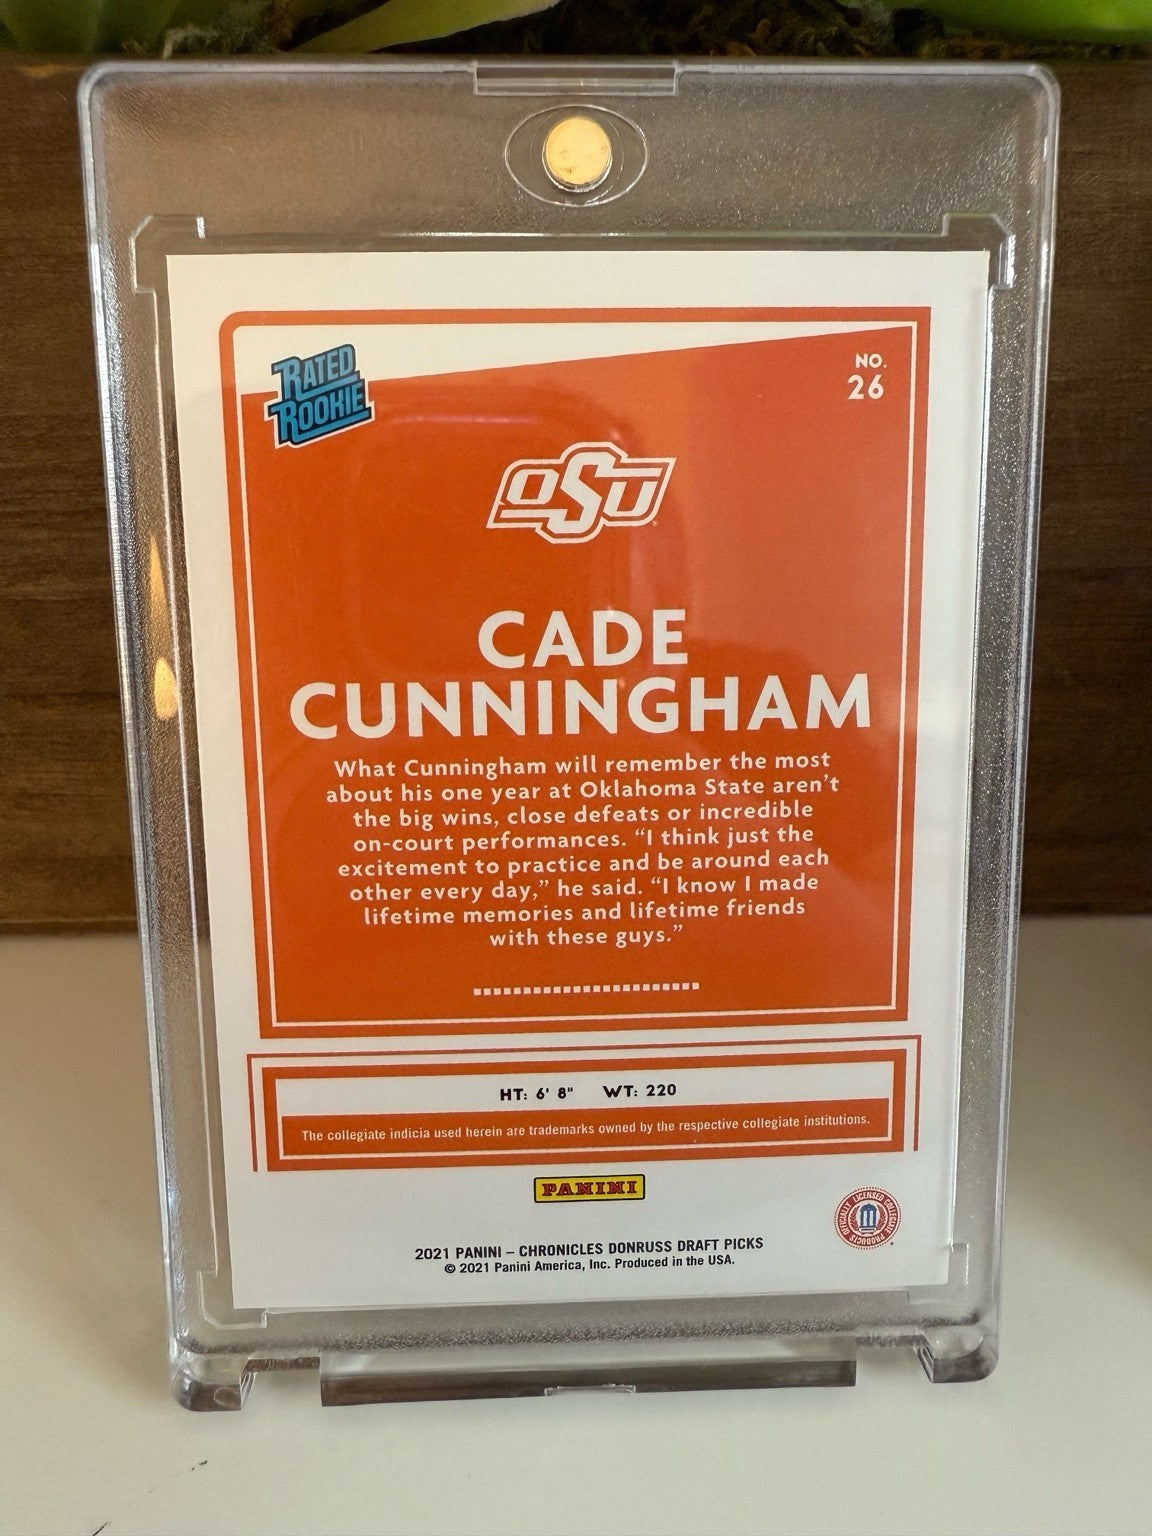 RATED
ROOKIE
NO.
26
OSU
CADE
CUNNINGHAM
What Cunningham will remember the most
about his one year at Oklahoma State aren't
the big wins, close defeats or incredible
on-court performances. “I think just the
excitement to practice and be around each
other every day,” he said. “I know I made
lifetime memories and lifetime friends
with these guys.”
HT: 6' 8" WT: 220
The collegiate indicia used herein are trademarks owned by the respective collegiate institutions.
PANINI
OFFICIALLY LICENSED COLLEGIATE PRODUCTS
2021 PANINI – CHRONICLES DONRUSS DRAFT PICKS
© 2021 Panini America, Inc. Produced in the USA.